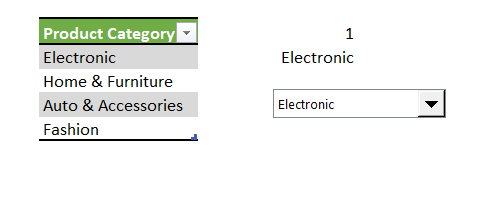 Product Category
Electronic
Home & Furniture
Auto & Accessories
Fashion
1
Electronic
Electronic